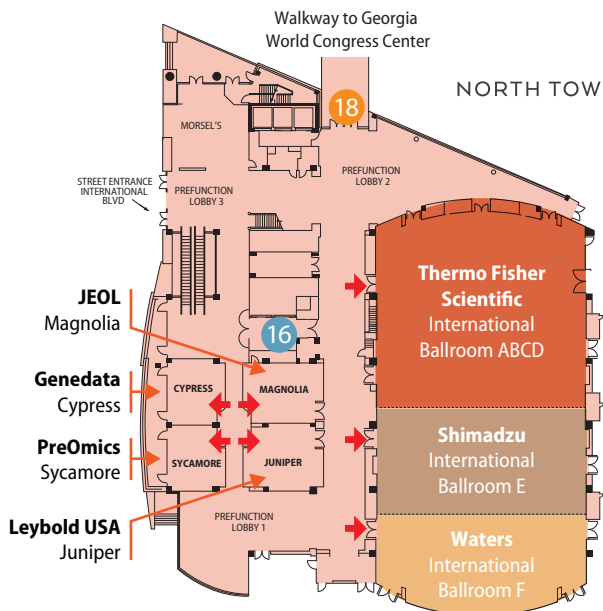 Walkway to Georgia
World Congress Center
18
NORTH TOW
MORSEL'S
PREFUNCTION
LOBBY 2
STREET ENTRANCE
INTERNATIONAL
BLVD
PREFUNCTION
LOBBY 3
Thermo Fisher
Scientific
International
Ballroom ABCD
JEOL
Magnolia
16
Genedata
Cypress
CYPRESS
MAGNOLIA
PreOmics
Sycamore
SYCAMORE
JUNIPER
Shimadzu
International
Ballroom E
Leybold USA
Juniper
PREFUNCTION
LOBBY 1
Waters
International
Ballroom F